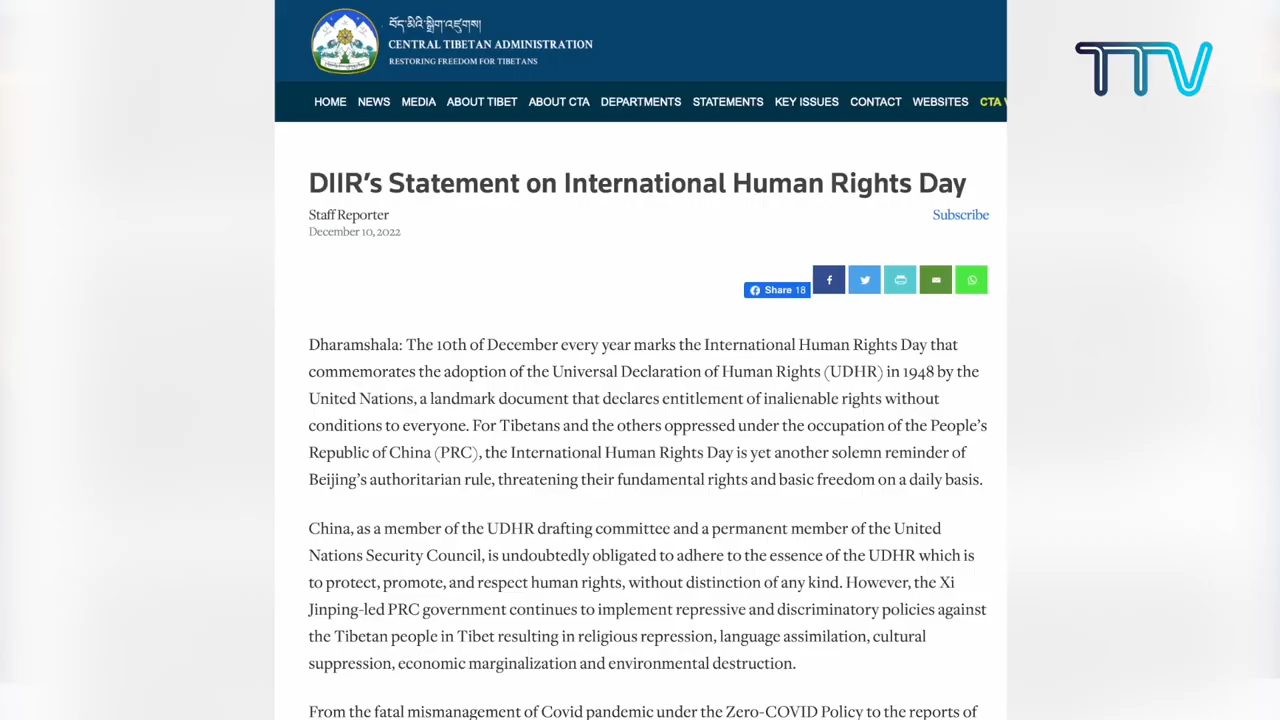 བོད་མིའི་སྒྲིག་འཛུགས།
CENTRAL TIBETAN ADMINISTRATION
RESTORING FREEDOM FOR TIBETANS
TTV
HOME NEWS MEDIA ABOUT TIBET ABOUT CTA DEPARTMENTS STATEMENTS KEY ISSUES CONTACT WEBSITES CTA
DIIR’s Statement on International Human Rights Day
Staff Reporter
Subscribe
December 10, 2022
Share 18
Dharamshala: The 10th of December every year marks the International Human Rights Day that
commemorates the adoption of the Universal Declaration of Human Rights (UDHR) in 1948 by the
United Nations, a landmark document that declares entitlement of inalienable rights without
conditions to everyone. For Tibetans and the others oppressed under the occupation of the People’s
Republic of China (PRC), the International Human Rights Day is yet another solemn reminder of
Beijing’s authoritarian rule, threatening their fundamental rights and basic freedom on a daily basis.
China, as a member of the UDHR drafting committee and a permanent member of the United
Nations Security Council, is undoubtedly obligated to adhere to the essence of the UDHR which is
to protect, promote, and respect human rights, without distinction of any kind. However, the Xi
Jinping-led PRC government continues to implement repressive and discriminatory policies against
the Tibetan people in Tibet resulting in religious repression, language assimilation, cultural
suppression, economic marginalization and environmental destruction.
From the fatal mismanagement of Covid pandemic under the Zero-COVID Policy to the reports of